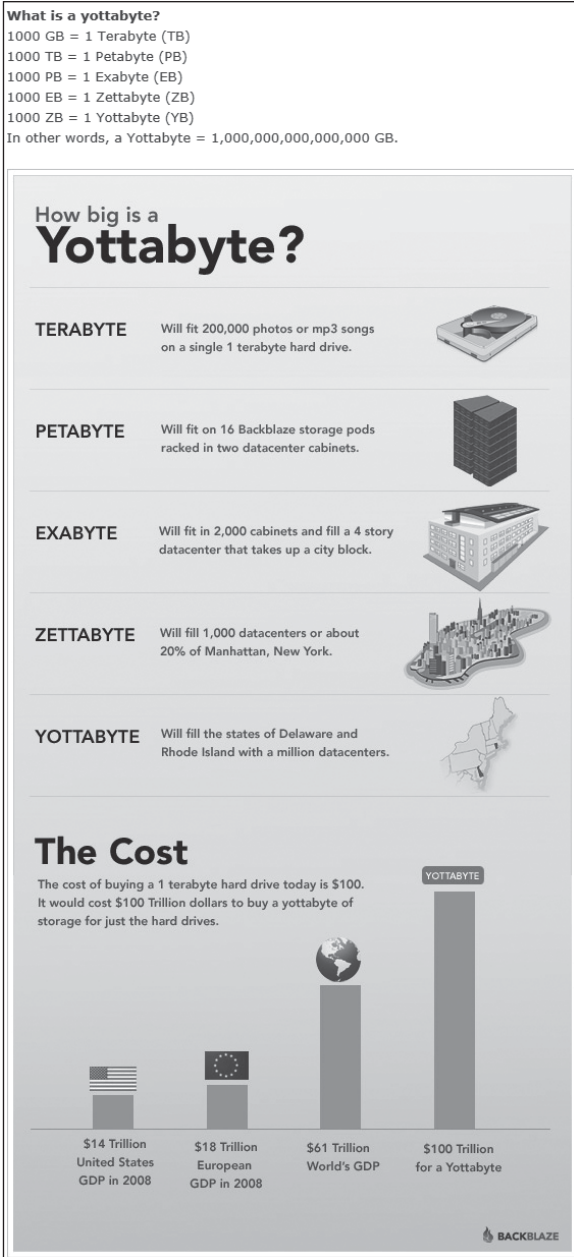 What is a yottabyte?
1000 GB = 1 Terabyte (TB)
1000 TB = 1 Petabyte (PB)
1000 PB = 1 Exabyte (EB)
1000 EB = 1 Zettabyte (ZB)
1000 ZB = 1 Yottabyte (YB)
In other words, a Yottabyte = 1,000,000,000,000,000 GB.
How big is a
Yottabyte?
TERABYTE
Will fit 200,000 photos or mp3 songs
on a single 1 terabyte hard drive.
PETABYTE
Will fit on 16 Backblaze storage pods
racked in two datacenter cabinets.
EXABYTE
Will fit in 2,000 cabinets and fill a 4 story
datacenter that takes up a city block.
ZETTABYTE
Will fill 1,000 datacenters or about
20% of Manhattan, New York.
YOTTABYTE
Will fill the states of Delaware and
Rhode Island with a million datacenters.
The Cost
The cost of buying a 1 terabyte hard drive today is $100.
It would cost $100 Trillion dollars to buy a yottabyte of
storage for just the hard drives.
YOTTABYTE
$14 Trillion
United States
GDP in 2008
$18 Trillion
European
GDP in 2008
$61 Trillion
World's GDP
$100 Trillion
for a Yottabyte
BACKBLAZE